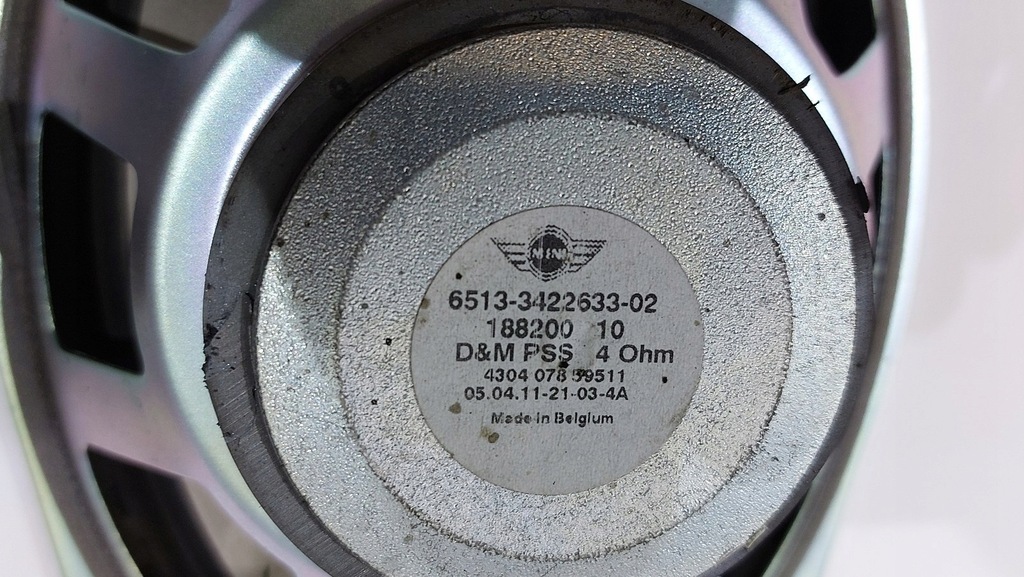 MINI
6513-3422633-02
188200 10
D&M PSS 4 Ohm
4304 078 59511
05.04.11-21-03-4A
Made in Belgium